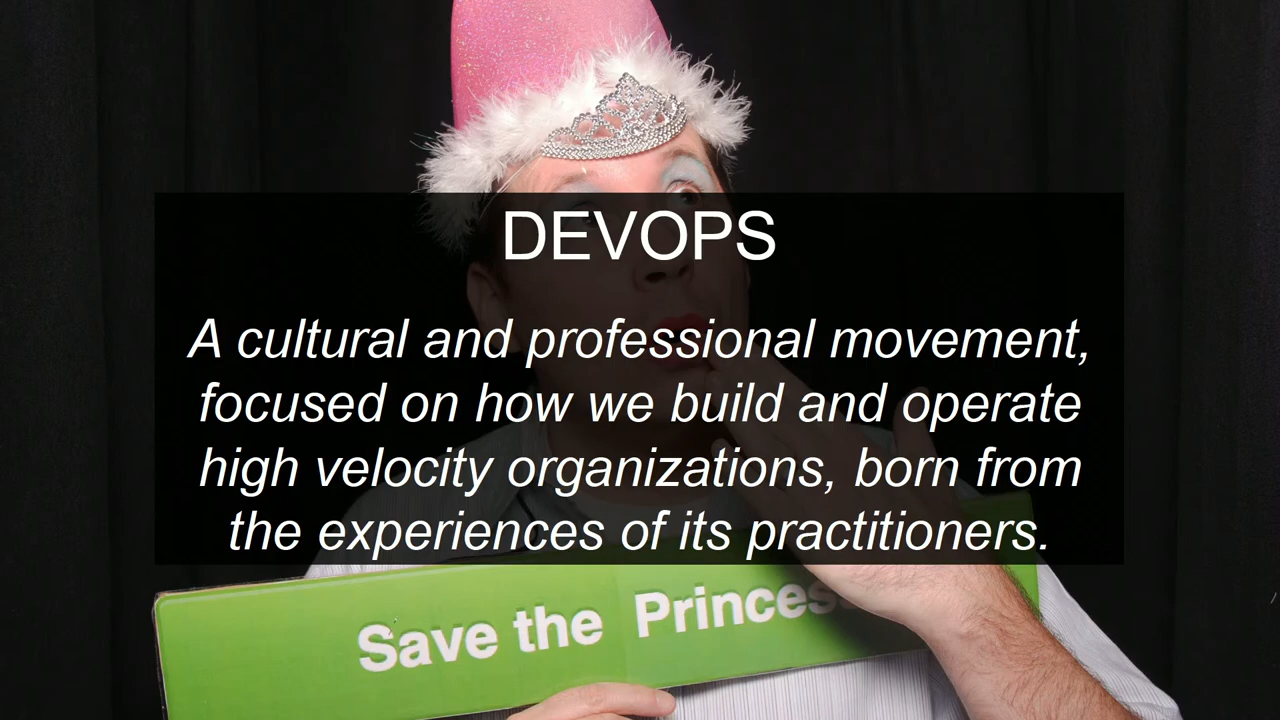 DEVOPS
A cultural and professional movement,
focused on how we build and operate
high velocity organizations, born from
the experiences of its practitioners.
Save the Princess